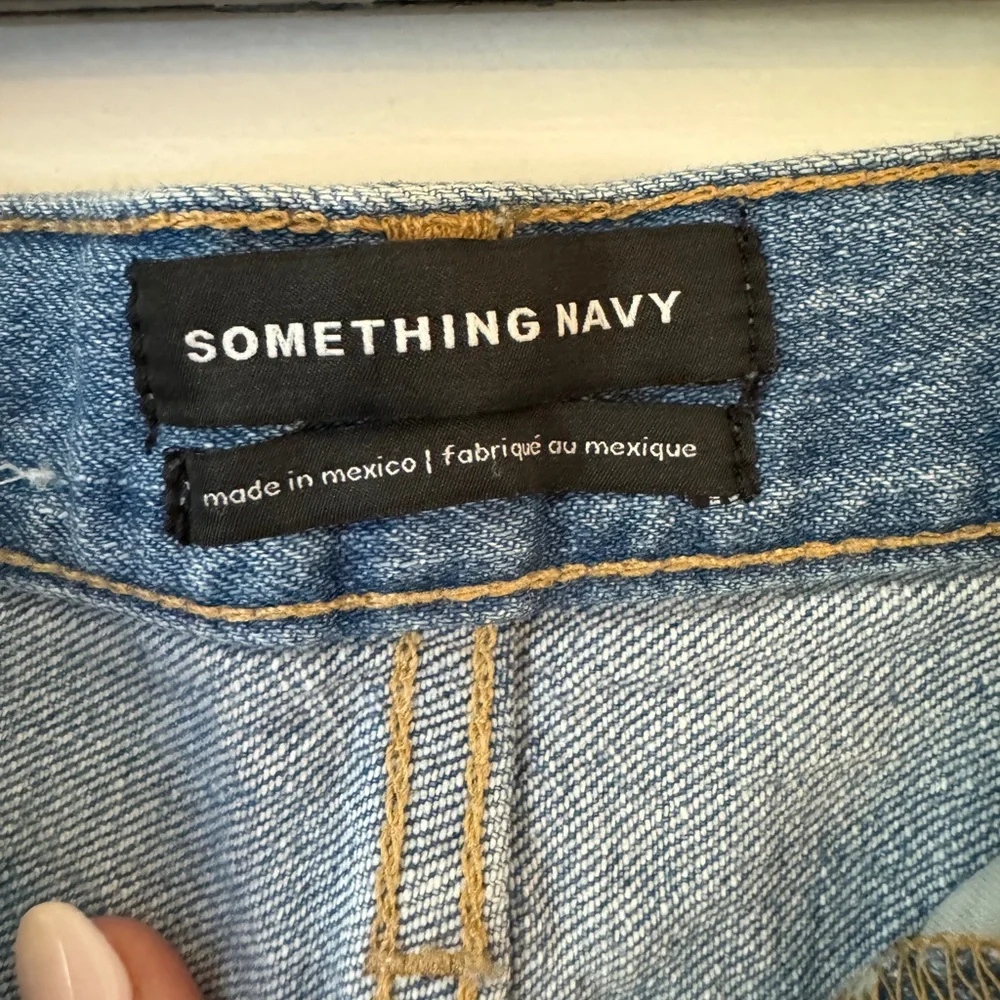 SOMETHING NAVY
made in mexico | fabriqué au mexique